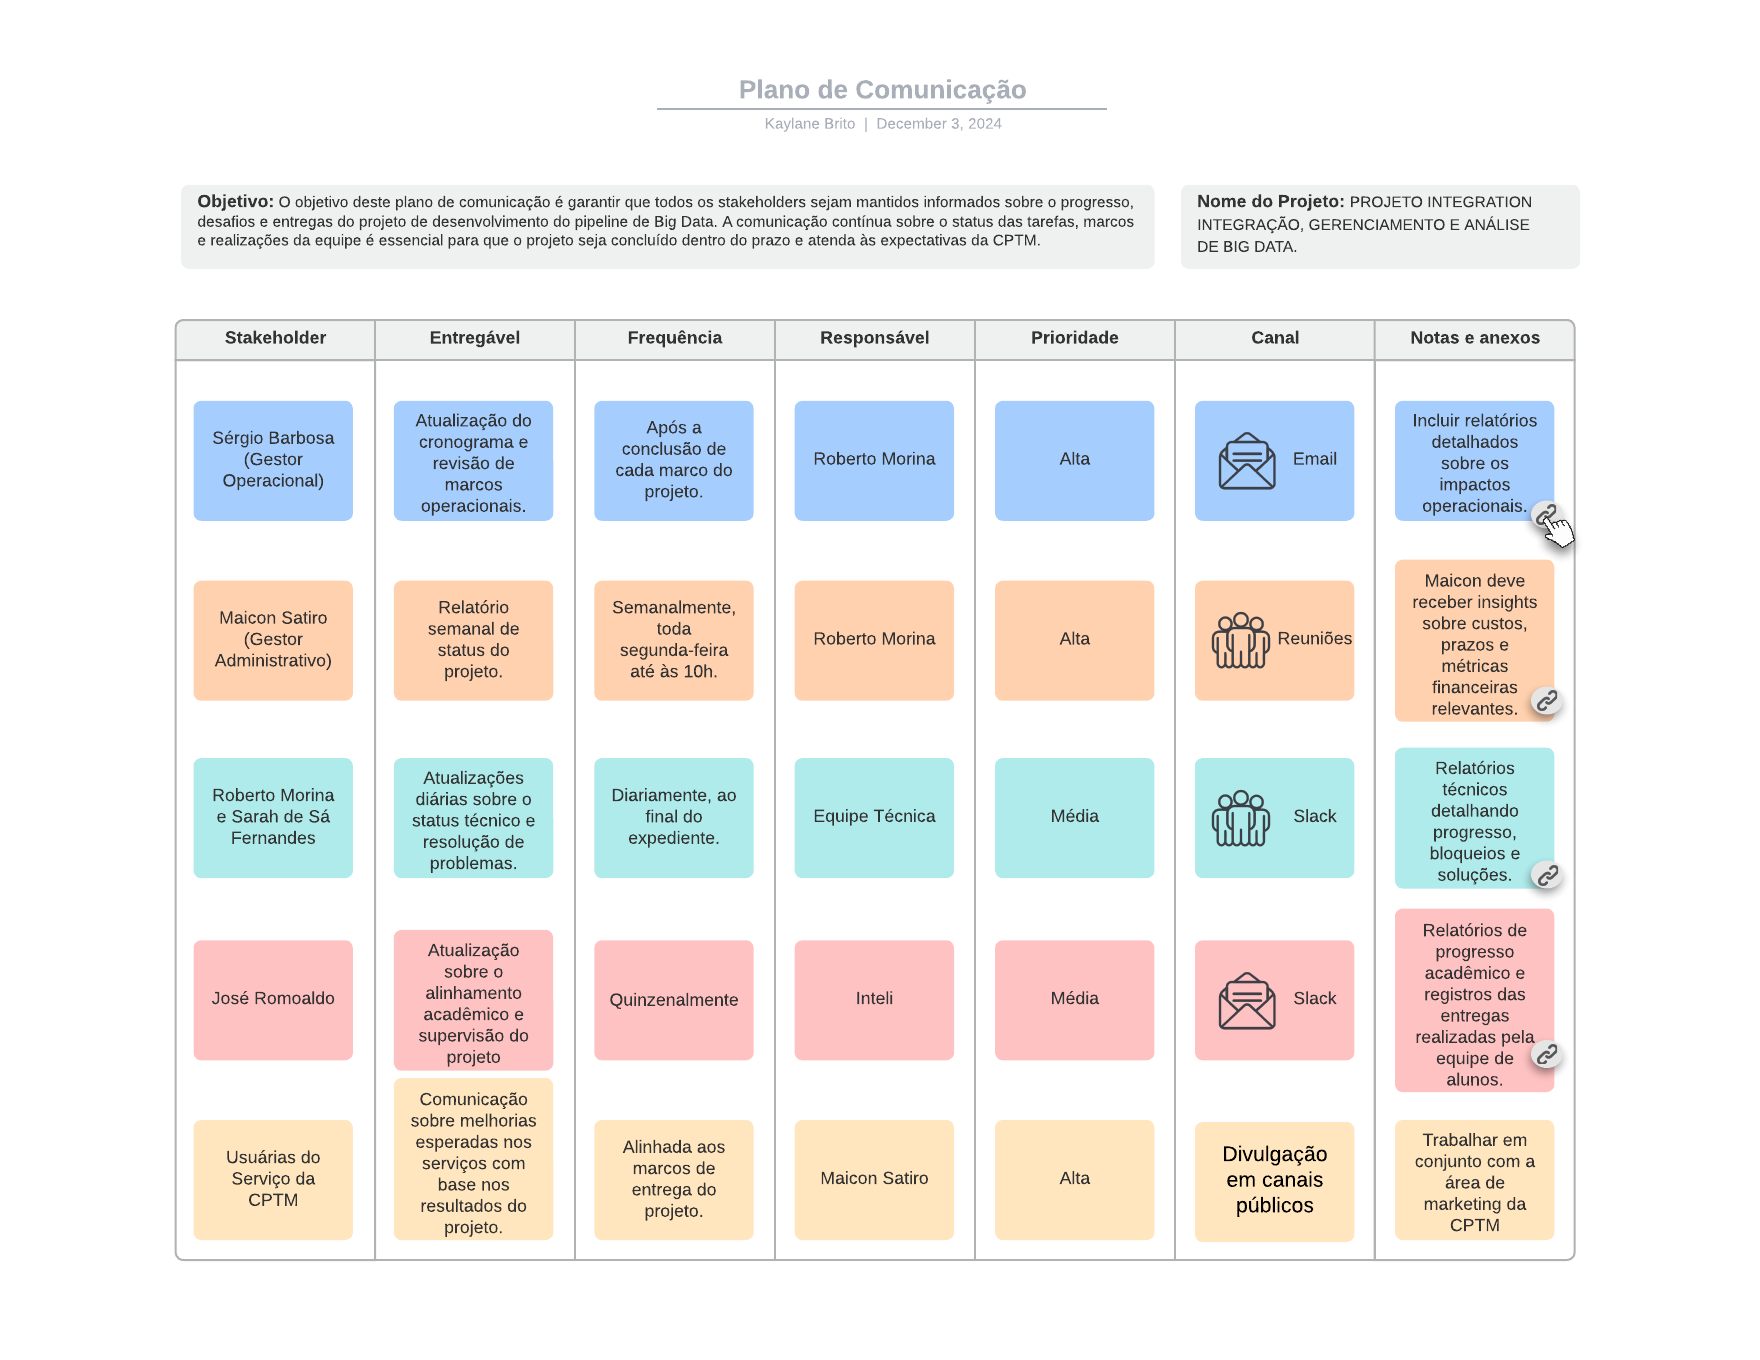 Plano de Comunicação
Kaylane Brito | December 3, 2024
Objetivo: O objetivo deste plano de comunicação é garantir que todos os stakeholders sejam mantidos informados sobre o progresso,
desafios e entregas do projeto de desenvolvimento do pipeline de Big Data. A comunicação contínua sobre o status das tarefas, marcos
e realizações da equipe é essencial para que o projeto seja concluído dentro do prazo e atenda às expectativas da CPTM.
Nome do Projeto: PROJETO INTEGRATION
INTEGRAÇÃO, GERENCIAMENTO E ANÁLISE
DE BIG DATA.
Stakeholder
Entregável
Frequência
Responsável
Prioridade
Canal
Notas e anexos
Sérgio Barbosa
(Gestor
Operacional)
Atualização do
cronograma e
revisão de
marcos
operacionais.
Após a
conclusão de
cada marco do
projeto.
Roberto Morina
Alta
Email
Incluir relatórios
detalhados
sobre os
impactos
operacionais.
Maicon Satiro
(Gestor
Administrativo)
Relatório
semanal de
status do
projeto.
Semanalmente,
toda
segunda-feira
até às 10h.
Roberto Morina
Alta
Reuniões
Maicon deve
receber insights
sobre custos,
prazos e
métricas
financeiras
relevantes.
Roberto Morina
e Sarah de Sá
Fernandes
Atualizações
diárias sobre o
status técnico e
resolução de
problemas.
Diariamente, ao
final do
expediente.
Equipe Técnica
Média
Slack
Relatórios
técnicos
detalhando
progresso,
bloqueios e
soluções.
José Romoaldo
Atualização
sobre o
alinhamento
acadêmico e
supervisão do
projeto
Quinzenalmente
Inteli
Média
Slack
Relatórios de
progresso
acadêmico e
registros das
entregas
realizadas pela
equipe de
alunos.
Usuárias do
Serviço da
CPTM
Comunicação
sobre melhorias
esperadas nos
serviços com
base nos
resultados do
projeto.
Alinhada aos
marcos de
entrega do
projeto.
Maicon Satiro
Alta
Divulgação
em canais
públicos
Trabalhar em
conjunto com a
área de
marketing da
CPTM